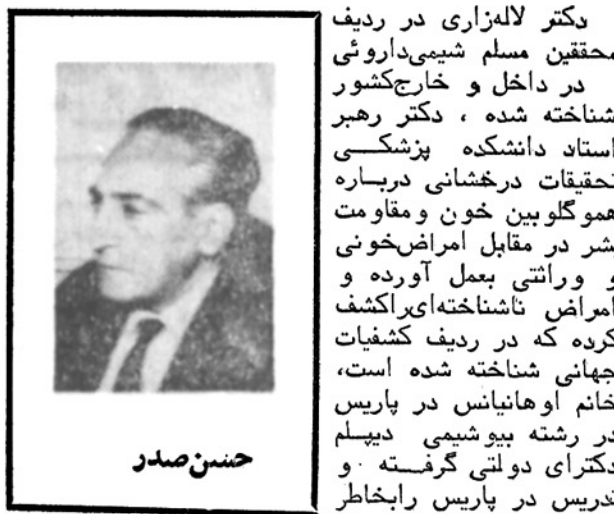 دکتر لاله‌زاری در ردیف
محققین مسلم شیمی‌داروئی
در داخل و خارج‌کشور
شناخته شده ، دکتر رهبر
استاد دانشکده پزشکی
تحقیقات درخشانی درباره
هموگلوبین خون و مقاومت
بشر در مقابل امراض‌خونی
و وراثتی بعمل آورده و
امراض ناشناخته‌ای‌راکشف
کرده که در ردیف کشفیات
جهانی شناخته شده است،
خانم اوهانیانس در پاریس
در رشته بیوشیمی دیپلم
دکترای دولتی گرفته و
تدریس در پاریس رابخاطر
حسن‌صدر